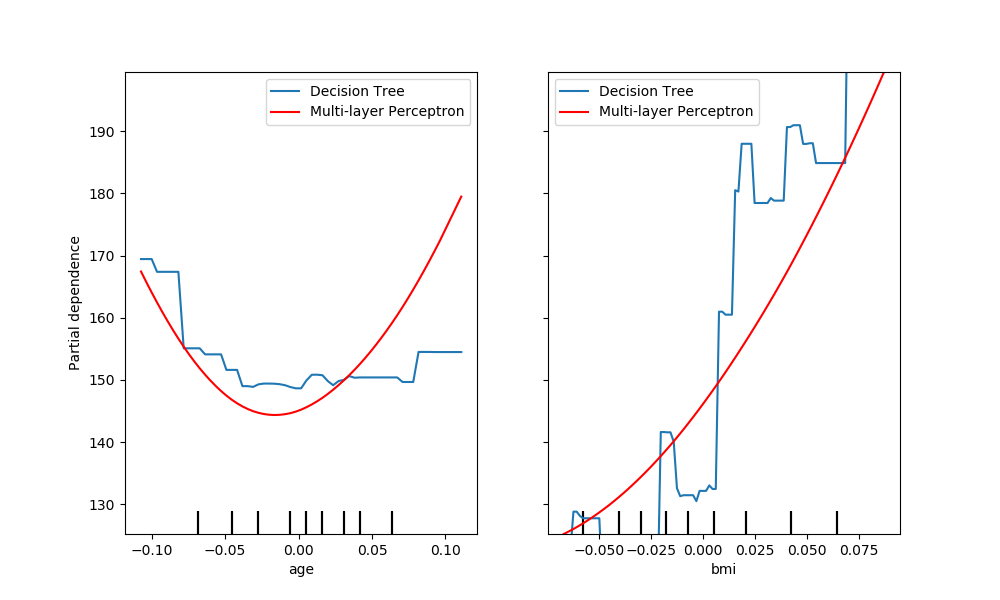 Decision Tree
Multi-layer Perceptron
Decision Tree
Multi-layer Perceptron
Partial dependence
190
180
170
160
150
140
130
−0.10 −0.05 0.00 0.05 0.10
age
−0.050 −0.025 0.000 0.025 0.050 0.075
bmi